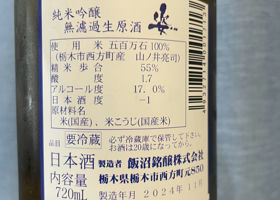 純米吟醸
無濾過生原酒
姿
使用米 五百万石100%
(栃木市西方町産 山ノ井亮司)
精米歩合 55%
酸度 1.7
アルコール度 17.0%
日本酒度 -1
原材料名
米(国産)、米こうじ(国産米)
要冷蔵
必ず冷蔵庫で保管して下さい。
お酒は20歳になってから。
日本酒 製造者 飯沼銘醸株式会社
内容量 栃木県栃木市西方町元850
720mL 製造年月 2024年11月